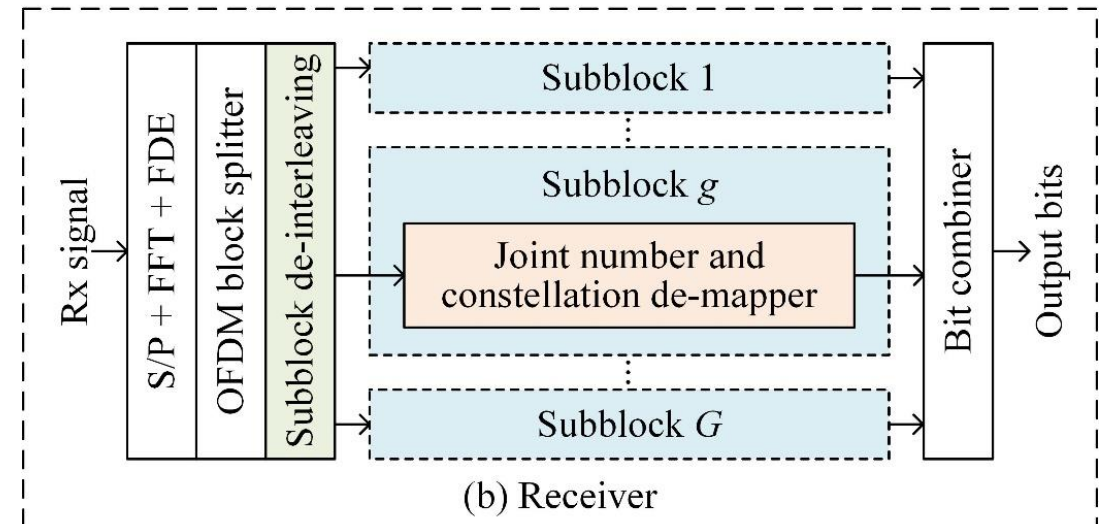 Rx signal
S/P + FFT + FDE
OFDM block splitter
Subblock de-interleaving
Subblock 1
Subblock g
Joint number and
constellation de-mapper
Subblock G
Bit combiner
Output bits
(b) Receiver